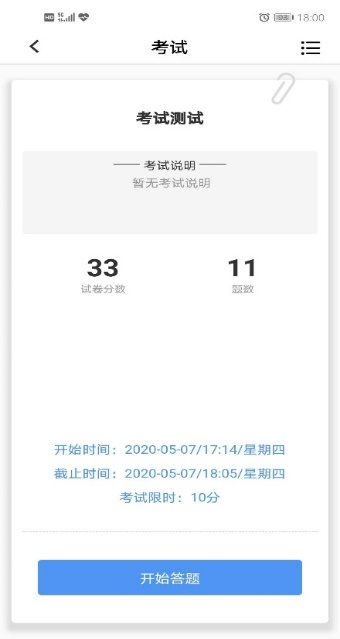 18:00
考试
考试测试
考试说明
暂无考试说明
33 11
试卷分数 题数
开始时间：2020-05-07/17:14/星期四
截止时间：2020-05-07/18:05/星期四
考试限时：10分
开始答题